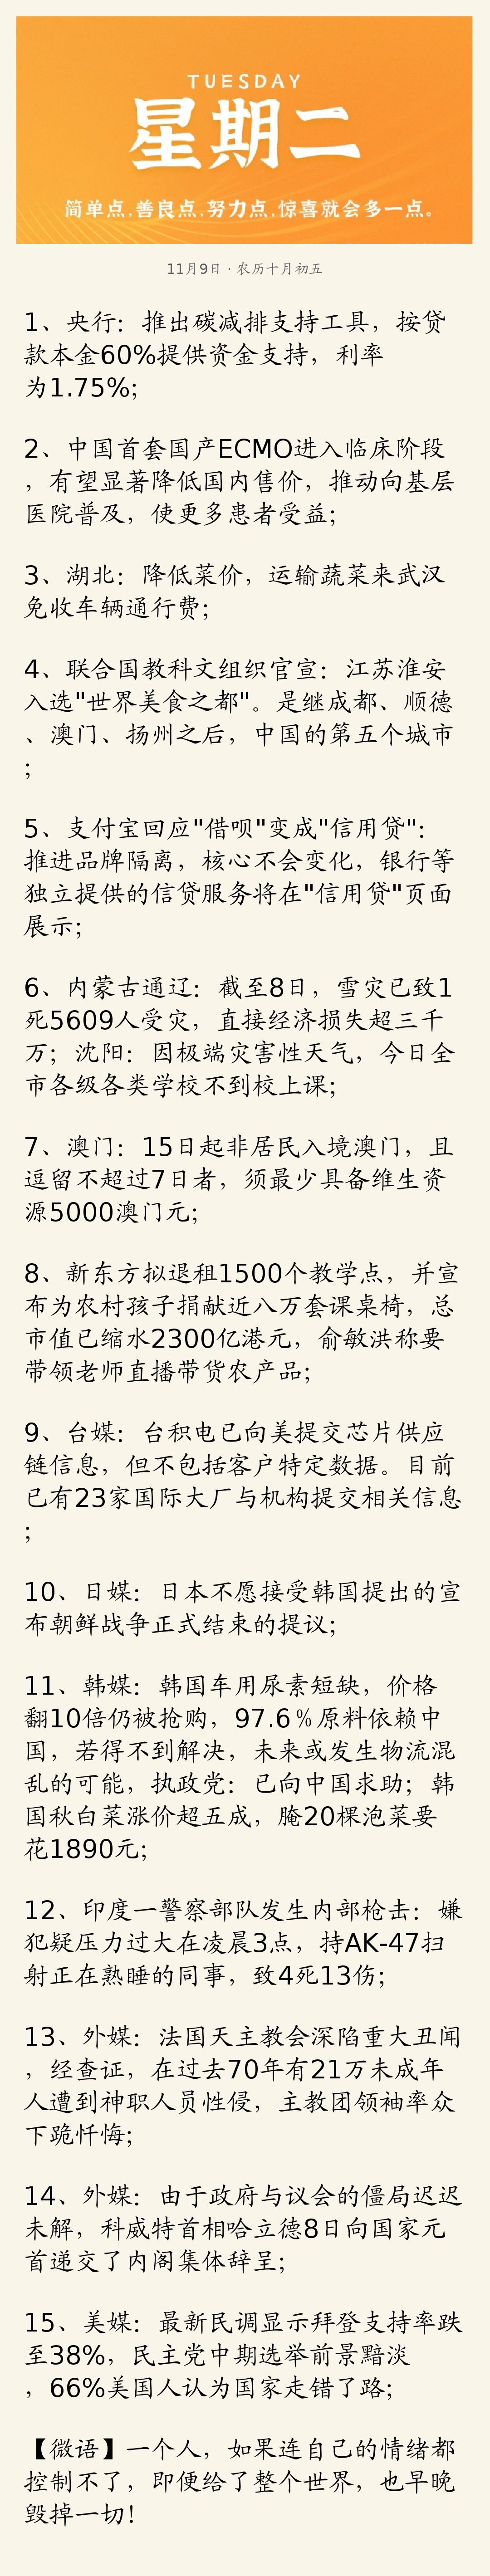 TUESDAY
星期二
简单点,善良点,努力点,惊喜就会多一点。
11月9日·农历十月初五
1、央行：推出碳减排支持工具，按贷
款本金60%提供资金支持，利率
为1.75%;
2、中国首套国产ECMO进入临床阶段
，有望显著降低国内售价，推动向基层
医院普及，使更多患者受益;
3、湖北：降低菜价，运输蔬菜来武汉
免收车辆通行费;
4、联合国教科文组织官宣：江苏淮安
入选"世界美食之都"。是继成都、顺德
、澳门、扬州之后，中国的第五个城市
;
5、支付宝回应"借呗"变成"信用贷"：
推进品牌隔离，核心不会变化，银行等
独立提供的信贷服务将在"信用贷"页面
展示;
6、内蒙古通辽：截至8日，雪灾已致1
死5609人受灾，直接经济损失超三千
万；沈阳：因极端灾害性天气，今日全
市各级各类学校不到校上课;
7、澳门：15日起非居民入境澳门，且
逗留不超过7日者，须最少具备维生资
源5000澳门元;
8、新东方拟退租1500个教学点，并宣
布为农村孩子捐献近八万套课桌椅，总
市值已缩水2300亿港元，俞敏洪称要
带领老师直播带货农产品;
9、台媒：台积电已向美提交芯片供应
链信息，但不包括客户特定数据。目前
已有23家国际大厂与机构提交相关信息
;
10、日媒：日本不愿接受韩国提出的宣
布朝鲜战争正式结束的提议;
11、韩媒：韩国车用尿素短缺，价格
翻10倍仍被抢购，97.6％原料依赖中
国，若得不到解决，未来或发生物流混
乱的可能，执政党：已向中国求助；韩
国秋白菜涨价超五成，腌20棵泡菜要
花1890元;
12、印度一警察部队发生内部枪击：嫌
犯疑压力过大在凌晨3点，持AK-47扫
射正在熟睡的同事，致4死13伤;
13、外媒：法国天主教会深陷重大丑闻
，经查证，在过去70年有21万未成年
人遭到神职人员性侵，主教团领袖率众
下跪忏悔;
14、外媒：由于政府与议会的僵局迟迟
未解，科威特首相哈立德8日向国家元
首递交了内阁集体辞呈;
15、美媒：最新民调显示拜登支持率跌
至38%，民主党中期选举前景黯淡
，66%美国人认为国家走错了路;
【微语】一个人，如果连自己的情绪都
控制不了，即便给了整个世界，也早晚
毁掉一切!